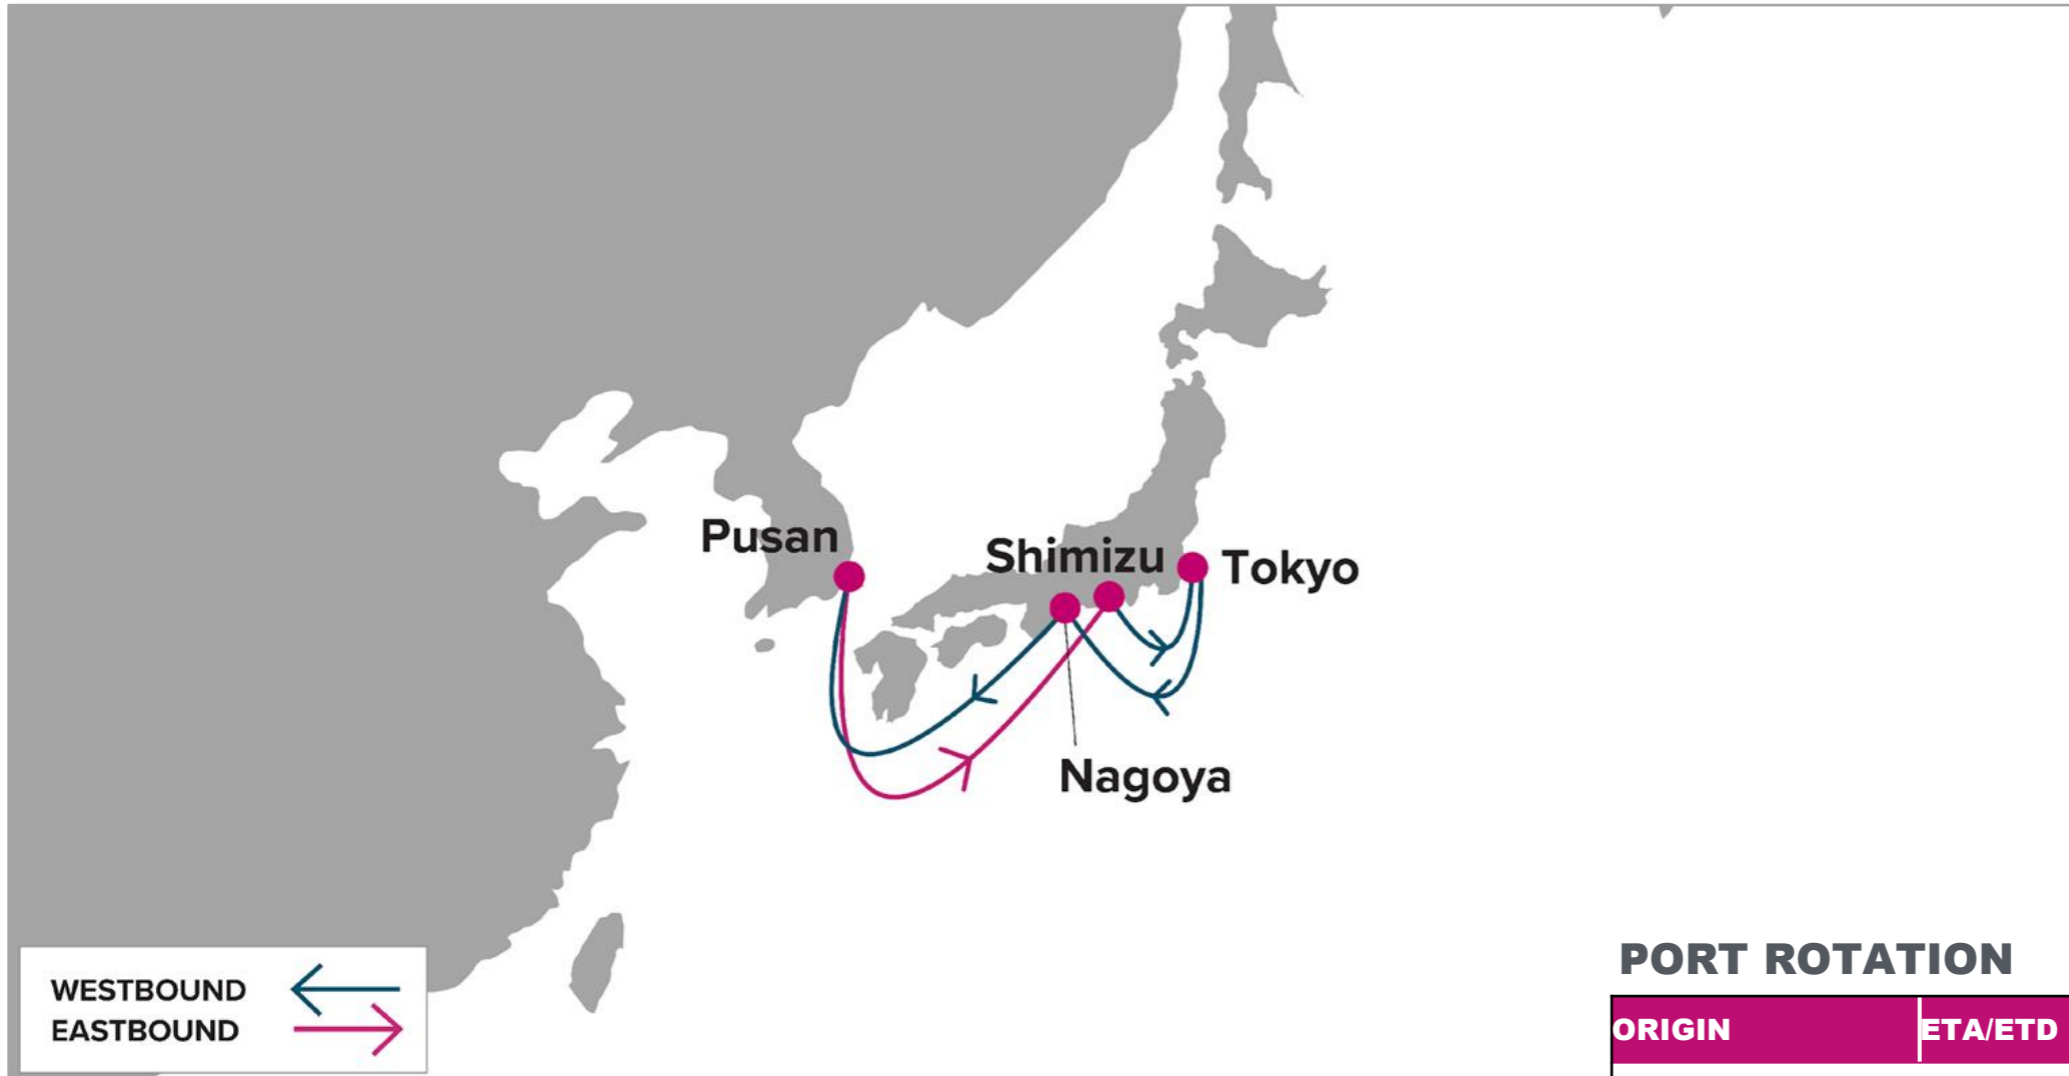 Pusan
Shimizu
Tokyo
Nagoya
WESTBOUND
EASTBOUND
PORT ROTATION
ORIGIN ETA/ETD